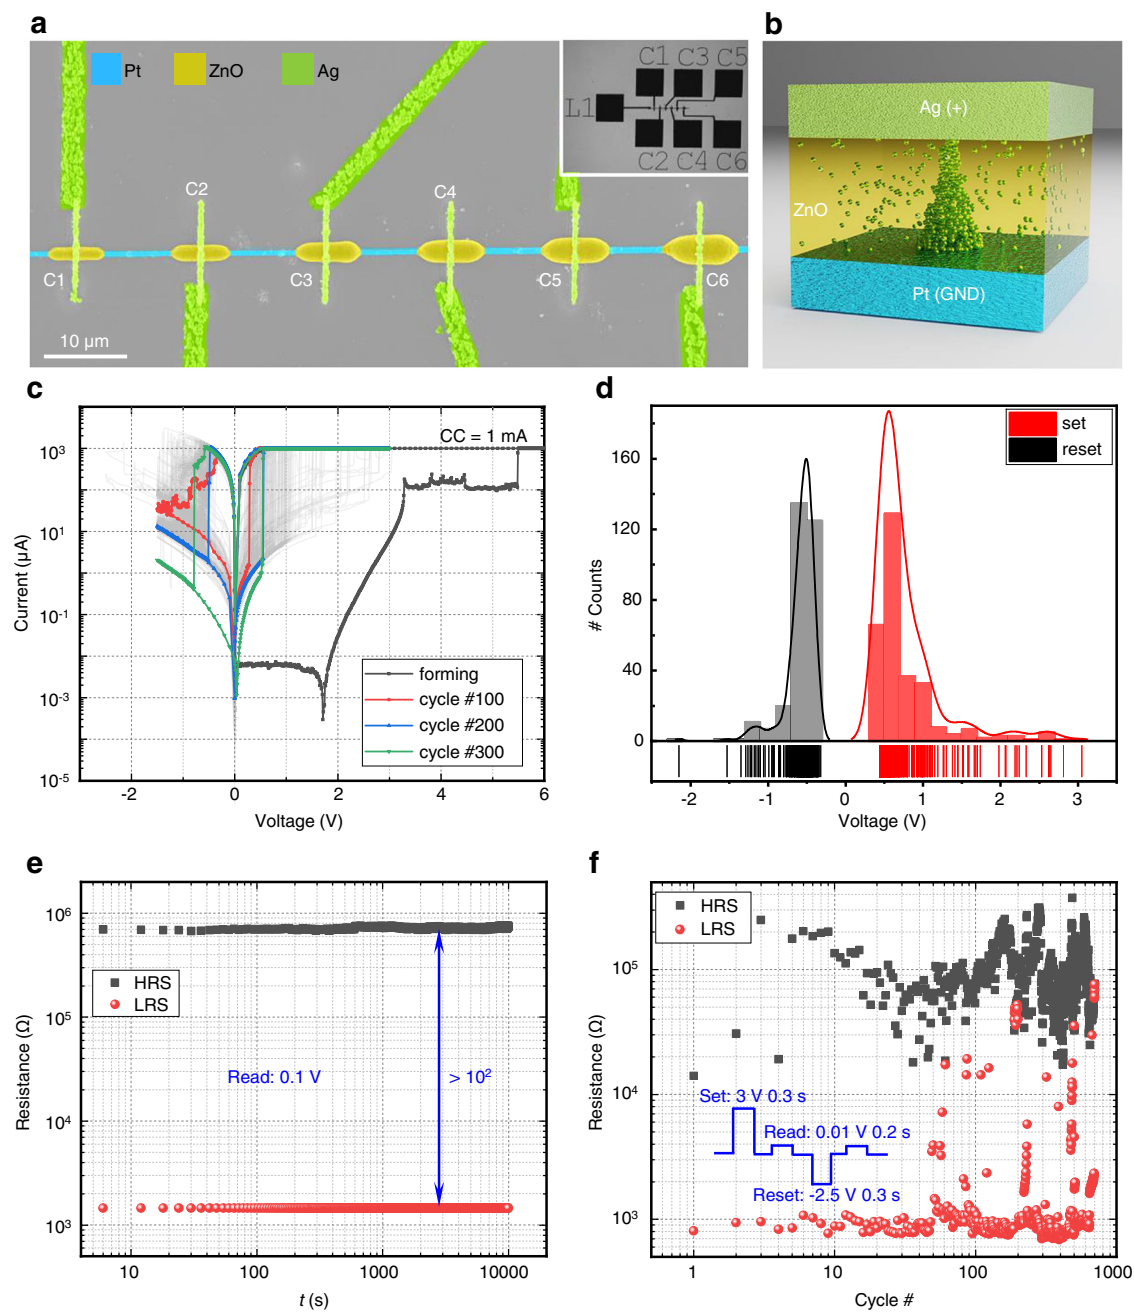 a
Pt
ZnO
Ag
C1 C3 C5
L1
C2 C4 C6
C2
C4
C1
C3
C5
C6
10 µm
b
Ag (+)
ZnO
Pt (GND)
c
CC = 1 mA
10³
10¹
10⁻¹
10⁻³
10⁻⁵
Current (µA)
forming
cycle #100
cycle #200
cycle #300
-2 0 2 4 6
Voltage (V)
d
set
reset
160
120
80
40
0
# Counts
-2 -1 0 1 2 3
Voltage (V)
e
10⁶
10⁵
10⁴
10³
Resistance (Ω)
HRS
LRS
Read: 0.1 V
> 10²
10 100 1000 10000
t (s)
f
HRS
LRS
10⁵
10⁴
10³
Resistance (Ω)
Set: 3 V 0.3 s
Read: 0.01 V 0.2 s
Reset: -2.5 V 0.3 s
1 10 100 1000
Cycle #